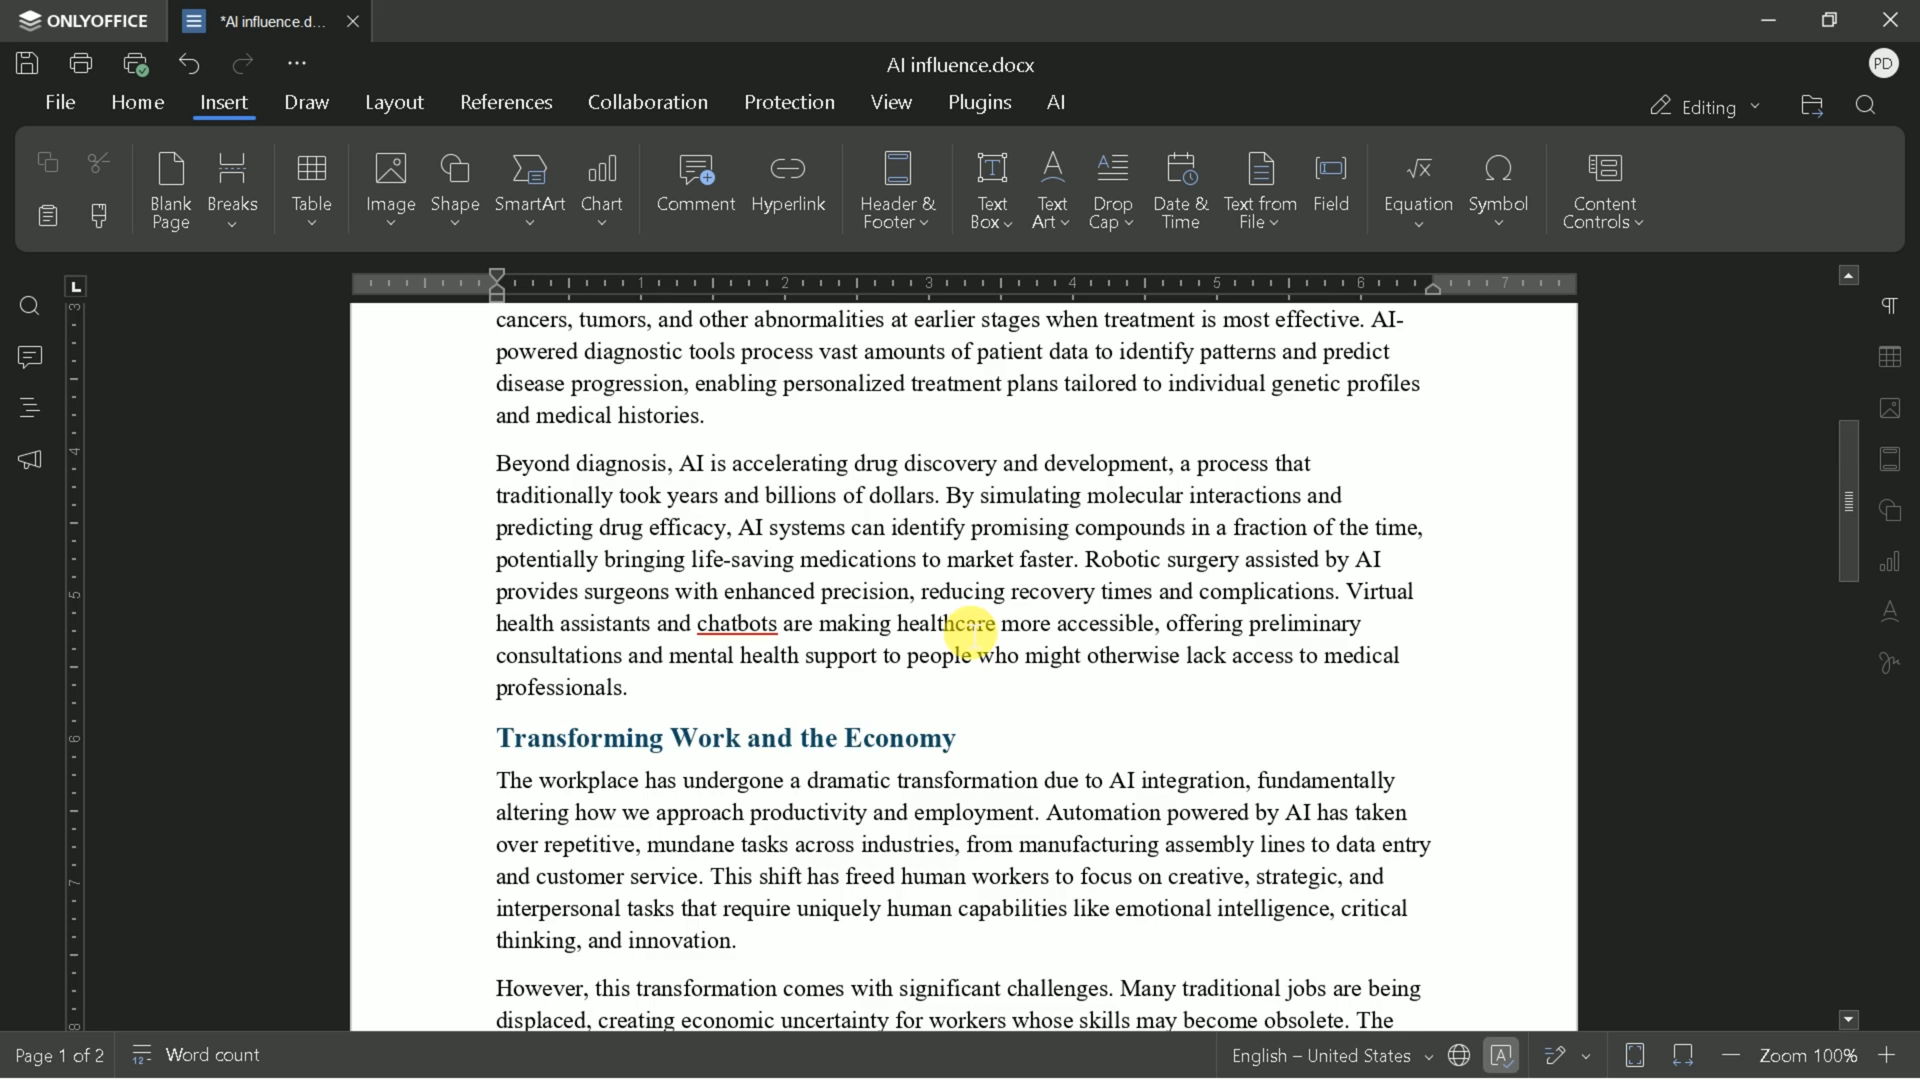 ONLYOFFICE
*AI influence.d...
AI influence.docx
PD
File Home Insert Draw Layout References Collaboration Protection View Plugins AI
Editing
Blank Page
Breaks
Table
Image
Shape
SmartArt
Chart
Comment
Hyperlink
Header & Footer
Text Box
Text Art
Drop Cap
Date & Time
Text from File
Field
Equation
Symbol
Content Controls
L
1 2 3 4 5 6 7
3
4
5
6
7
8
cancers, tumors, and other abnormalities at earlier stages when treatment is most effective. AI-
powered diagnostic tools process vast amounts of patient data to identify patterns and predict
disease progression, enabling personalized treatment plans tailored to individual genetic profiles
and medical histories.
Beyond diagnosis, AI is accelerating drug discovery and development, a process that
traditionally took years and billions of dollars. By simulating molecular interactions and
predicting drug efficacy, AI systems can identify promising compounds in a fraction of the time,
potentially bringing life-saving medications to market faster. Robotic surgery assisted by AI
provides surgeons with enhanced precision, reducing recovery times and complications. Virtual
health assistants and chatbots are making healthcare more accessible, offering preliminary
consultations and mental health support to people who might otherwise lack access to medical
professionals.
Transforming Work and the Economy
The workplace has undergone a dramatic transformation due to AI integration, fundamentally
altering how we approach productivity and employment. Automation powered by AI has taken
over repetitive, mundane tasks across industries, from manufacturing assembly lines to data entry
and customer service. This shift has freed human workers to focus on creative, strategic, and
interpersonal tasks that require uniquely human capabilities like emotional intelligence, critical
thinking, and innovation.
However, this transformation comes with significant challenges. Many traditional jobs are being
displaced, creating economic uncertainty for workers whose skills may become obsolete. The
Page 1 of 2
Word count
English – United States
Zoom 100%